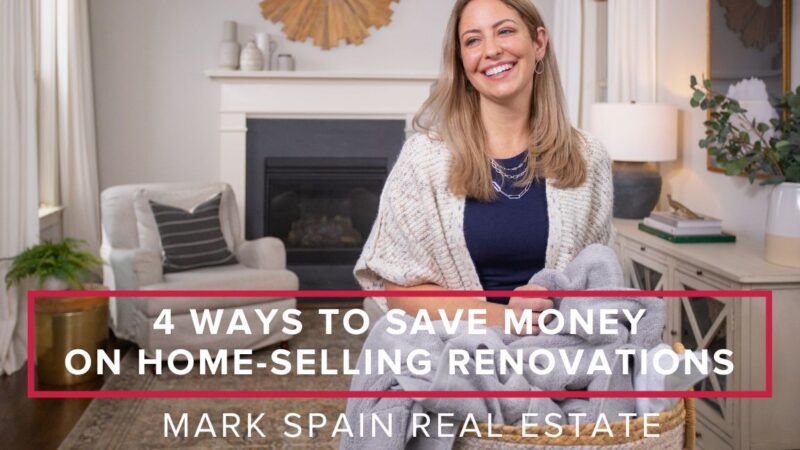 4 WAYS TO SAVE MONEY
ON HOME-SELLING RENOVATIONS
MARK SPAIN REAL ESTATE